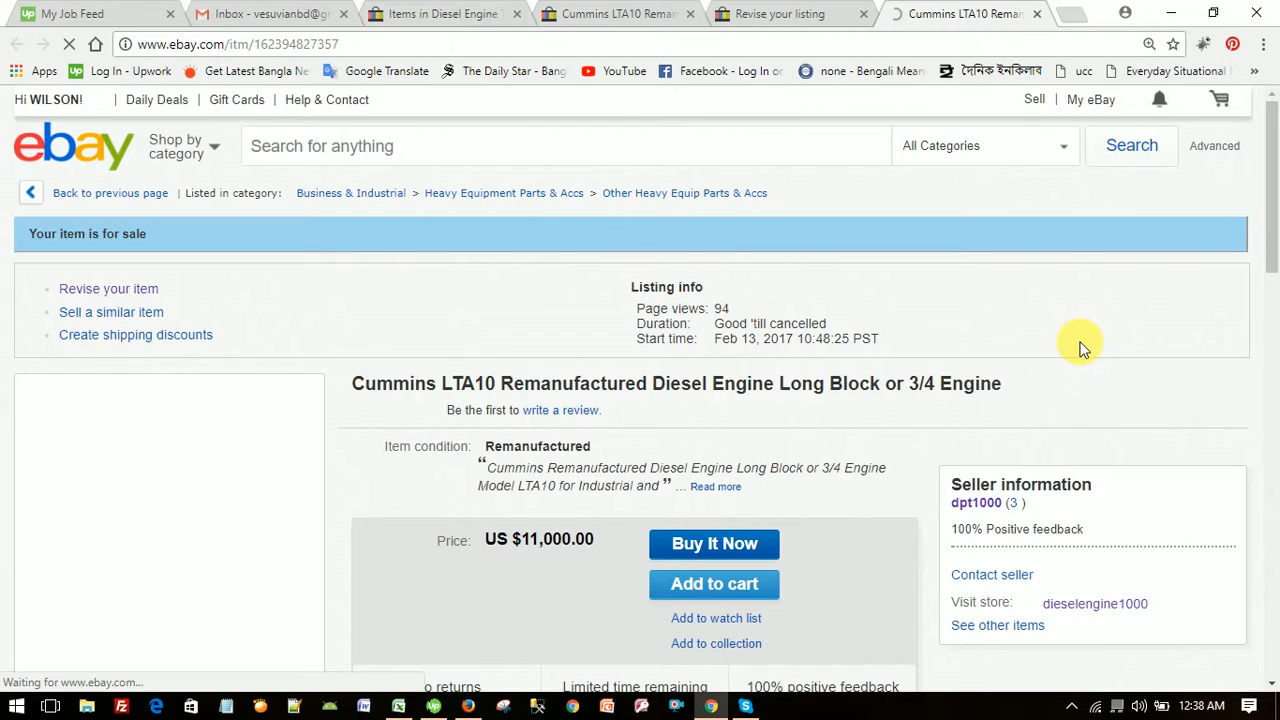 My Job Feed
Inbox - vesuvianbd@g
Items in Diesel Engine
Cummins LTA10 Reman
Revise your listing
Cummins LTA10 Reman
www.ebay.com/itm/162394827357
Apps
Log In - Upwork
Get Latest Bangla Ne
Google Translate
The Daily Star - Bang
YouTube
Facebook - Log In or
none - Bengali Mean
দৈনিক ইনকিলাব
ucc
Everyday Situational
»
Hi WILSON! | Daily Deals | Gift Cards | Help & Contact
Sell | My eBay
ebay
Shop by
category
Search for anything
All Categories
Search
Advanced
Back to previous page | Listed in category: Business & Industrial > Heavy Equipment Parts & Accs > Other Heavy Equip Parts & Accs
Your item is for sale
Revise your item
Sell a similar item
Create shipping discounts
Listing info
Page views: 94
Duration: Good 'till cancelled
Start time: Feb 13, 2017 10:48:25 PST
Cummins LTA10 Remanufactured Diesel Engine Long Block or 3/4 Engine
Be the first to write a review.
Item condition: Remanufactured
“Cummins Remanufactured Diesel Engine Long Block or 3/4 Engine
Model LTA10 for Industrial and ” ... Read more
Price: US $11,000.00
Buy It Now
Add to cart
Add to watch list
Add to collection
Seller information
dpt1000 (3 )
100% Positive feedback
Contact seller
Visit store: dieselengine1000
See other items
o returns
Limited time remaining
100% positive feedback
Waiting for www.ebay.com...
12:38 AM